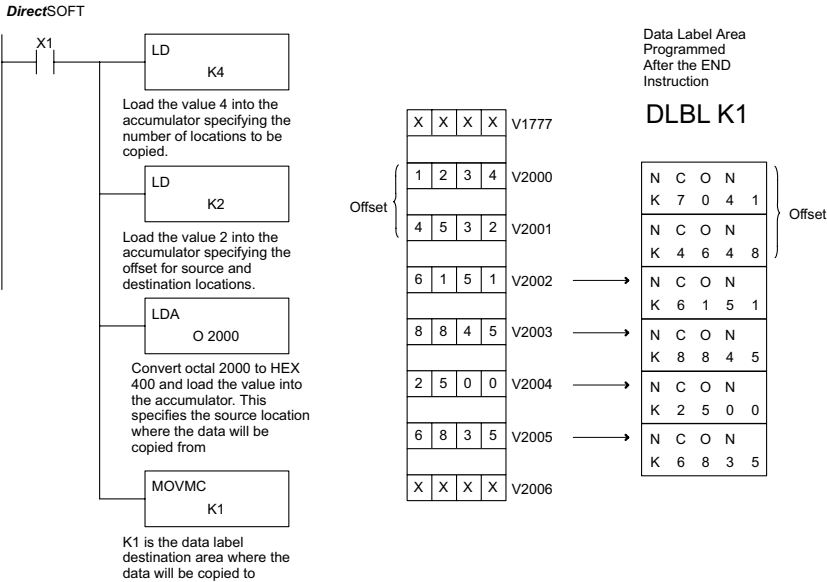 DirectSOFT
X1
LD
K4
Load the value 4 into the
accumulator specifying the
number of locations to be
copied.
LD
K2
Load the value 2 into the
accumulator specifying the
offset for source and
destination locations.
LDA
O 2000
Convert octal 2000 to HEX
400 and load the value into
the accumulator. This
specifies the source location
where the data will be
copied from
MOVMC
K1
K1 is the data label
destination area where the
data will be copied to
X X X X V1777
Offset
1 2 3 4 V2000
4 5 3 2 V2001
6 1 5 1 V2002
8 8 4 5 V2003
2 5 0 0 V2004
6 8 3 5 V2005
X X X X V2006
Data Label Area
Programmed
After the END
Instruction
DLBL K1
N C O N
K 7 0 4 1
Offset
N C O N
K 4 6 4 8
N C O N
K 6 1 5 1
N C O N
K 8 8 4 5
N C O N
K 2 5 0 0
N C O N
K 6 8 3 5